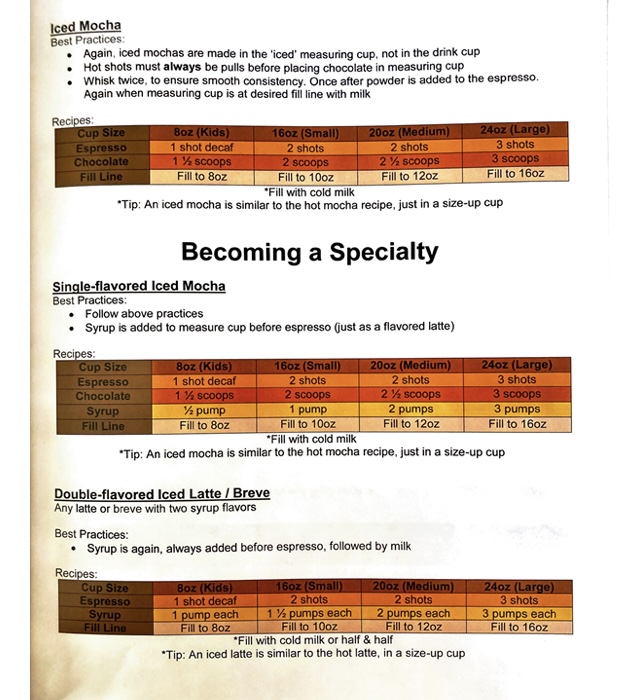 Iced Mocha
Best Practices:
• Again, iced mochas are made in the 'iced' measuring cup, not in the drink cup
• Hot shots must always be pulls before placing chocolate in measuring cup
• Whisk twice, to ensure smooth consistency. Once after powder is added to the espresso.
Again when measuring cup is at desired fill line with milk
Recipes:
Cup Size 8oz (Kids) 16oz (Small) 20oz (Medium) 24oz (Large)
Espresso 1 shot decaf 2 shots 2 shots 3 shots
Chocolate 1 ½ scoops 2 scoops 2 ½ scoops 3 scoops
Fill Line Fill to 8oz Fill to 10oz Fill to 12oz Fill to 16oz
*Fill with cold milk
*Tip: An iced mocha is similar to the hot mocha recipe, just in a size-up cup
Becoming a Specialty
Single-flavored Iced Mocha
Best Practices:
• Follow above practices
• Syrup is added to measure cup before espresso (just as a flavored latte)
Recipes:
Cup Size 8oz (Kids) 16oz (Small) 20oz (Medium) 24oz (Large)
Espresso 1 shot decaf 2 shots 2 shots 3 shots
Chocolate 1 ½ scoops 2 scoops 2 ½ scoops 3 scoops
Syrup ½ pump 1 pump 2 pumps 3 pumps
Fill Line Fill to 8oz Fill to 10oz Fill to 12oz Fill to 16oz
*Fill with cold milk
*Tip: An iced mocha is similar to the hot mocha recipe, just in a size-up cup
Double-flavored Iced Latte / Breve
Any latte or breve with two syrup flavors
Best Practices:
• Syrup is again, always added before espresso, followed by milk
Recipes:
Cup Size 8oz (Kids) 16oz (Small) 20oz (Medium) 24oz (Large)
Espresso 1 shot decaf 2 shots 2 shots 3 shots
Syrup 1 pump each 1 ½ pumps each 2 pumps each 3 pumps each
Fill Line Fill to 8oz Fill to 10oz Fill to 12oz Fill to 16oz
*Fill with cold milk or half & half
*Tip: An iced latte is similar to the hot latte, in a size-up cup